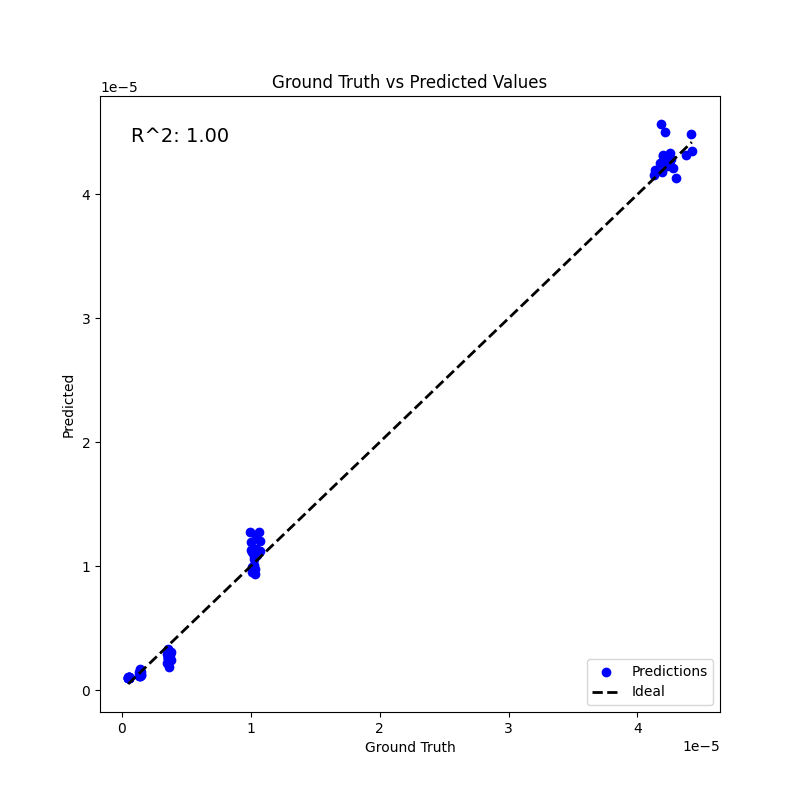 Ground Truth vs Predicted Values
1e−5
R^2: 1.00
4
3
2
1
0
Predicted
Predictions
Ideal
0 1 2 3 4
Ground Truth
1e−5